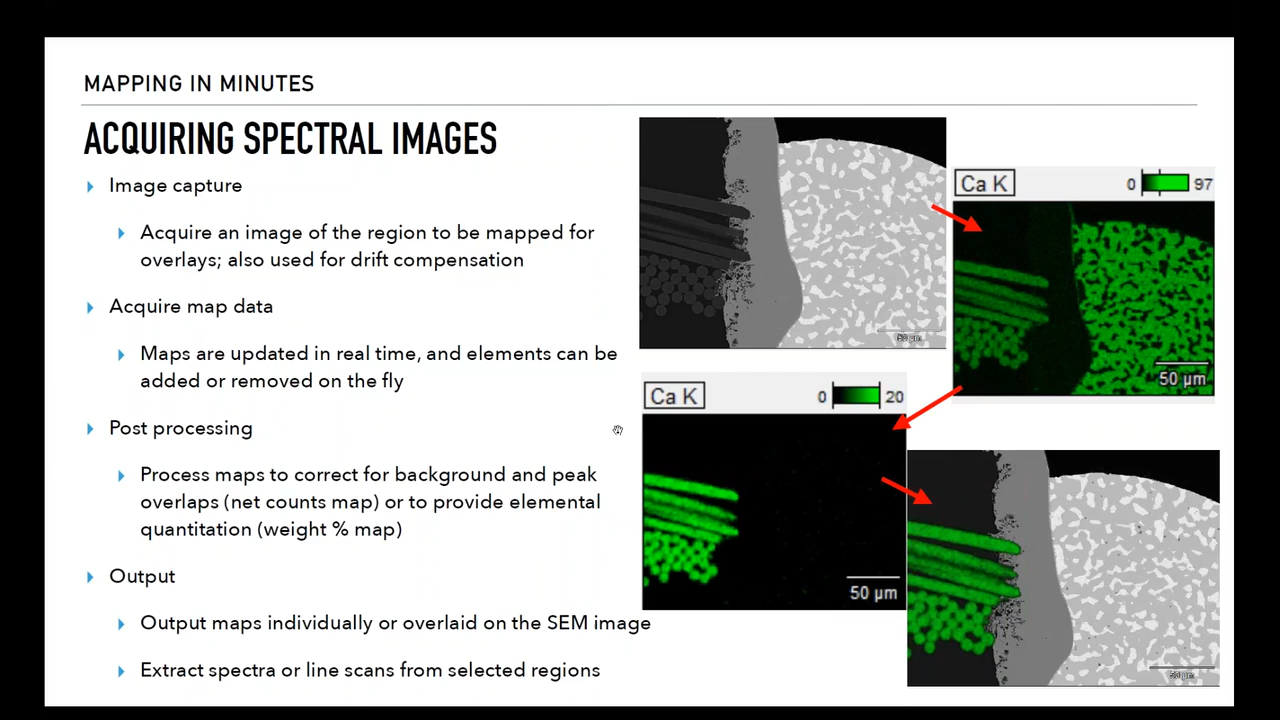 MAPPING IN MINUTES
ACQUIRING SPECTRAL IMAGES
Image capture
Acquire an image of the region to be mapped for
overlays; also used for drift compensation
Acquire map data
Maps are updated in real time, and elements can be
added or removed on the fly
Post processing
Process maps to correct for background and peak
overlaps (net counts map) or to provide elemental
quantitation (weight % map)
Output
Output maps individually or overlaid on the SEM image
Extract spectra or line scans from selected regions
50 µm
Ca K 0 97
50 µm
Ca K 0 20
50 µm
50 µm